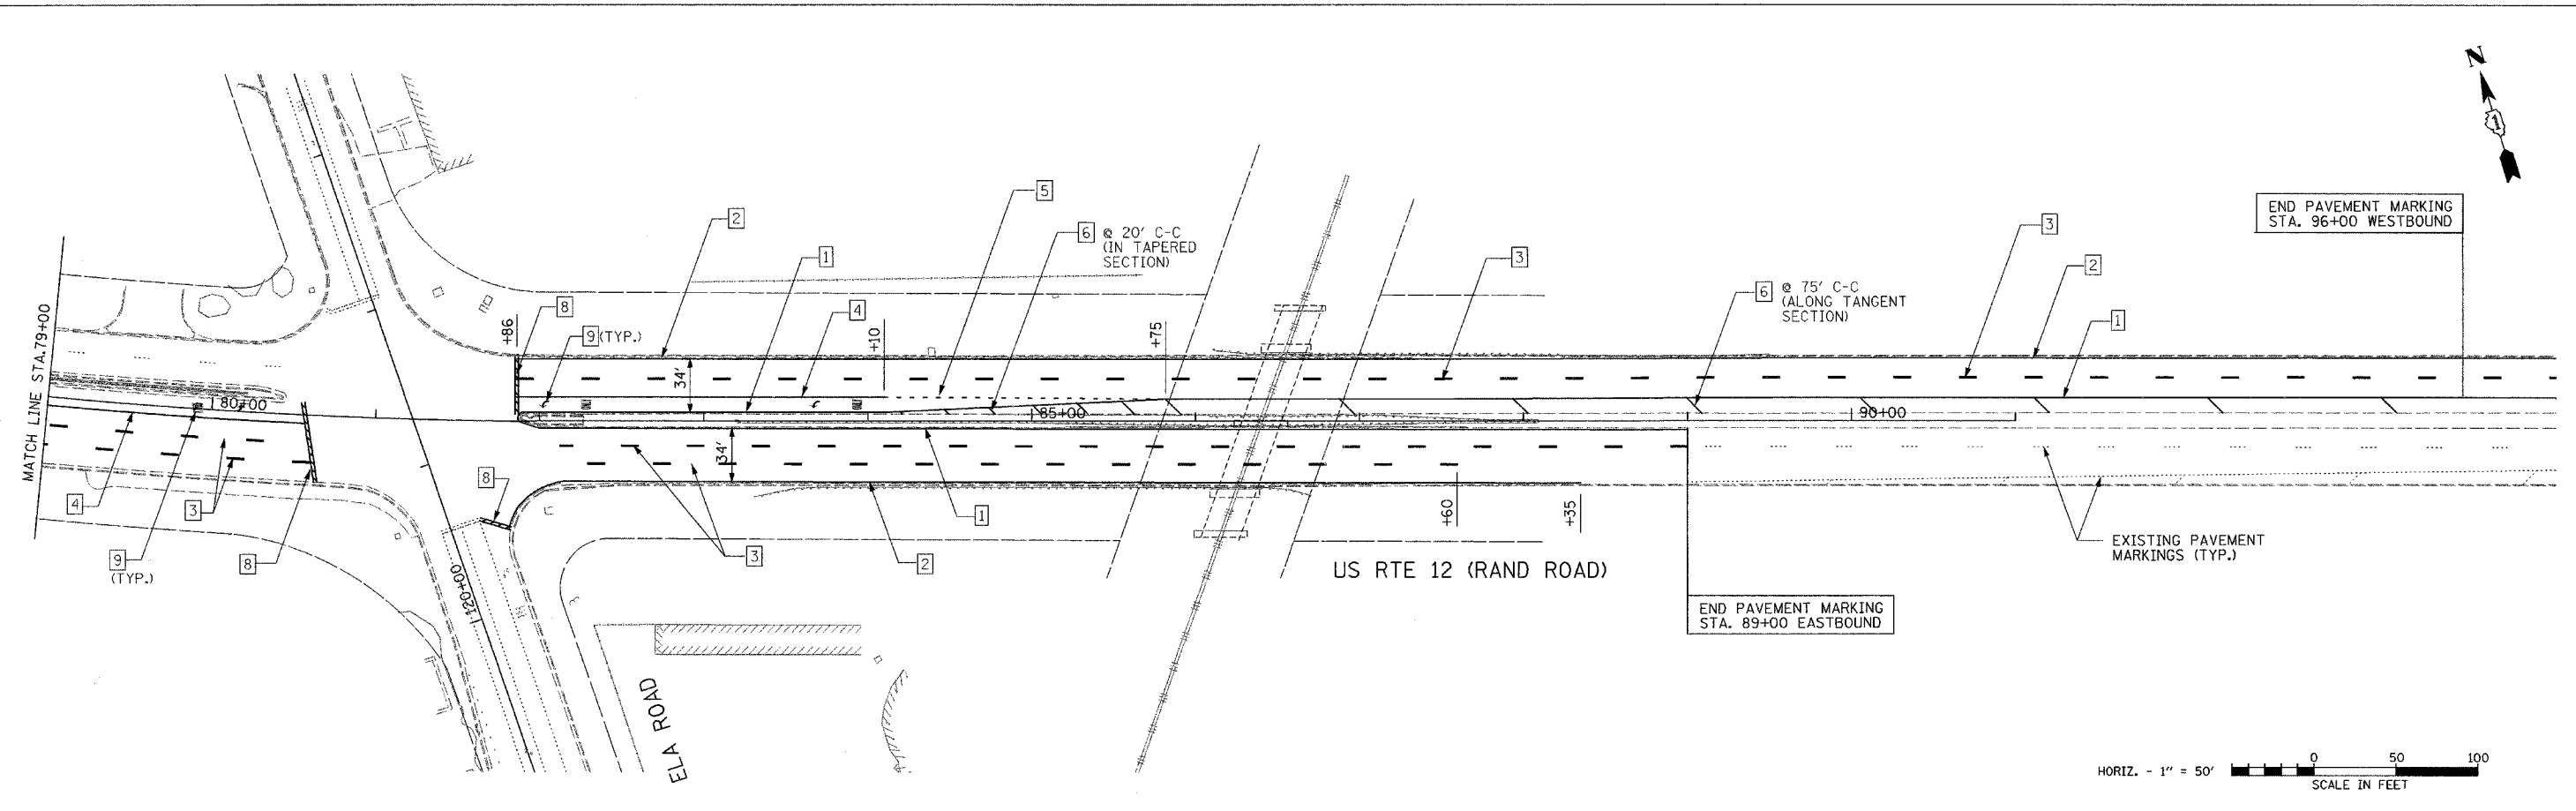 N
1
END PAVEMENT MARKING
STA. 96+00 WESTBOUND
5
2
6 @ 20' C-C
(IN TAPERED
SECTION)
1
3
3
2
6 @ 75' C-C
(ALONG TANGENT
SECTION)
1
8
9 (TYP.)
4
+86
+10
+75
34'
MATCH LINE STA.79+00
80+00
85+00
90+00
34'
4
3
9
(TYP.)
8
8
3
1
2
+60
+35
120+00
US RTE 12 (RAND ROAD)
EXISTING PAVEMENT
MARKINGS (TYP.)
END PAVEMENT MARKING
STA. 89+00 EASTBOUND
ELA ROAD
HORIZ. - 1" = 50'
0 50 100
SCALE IN FEET